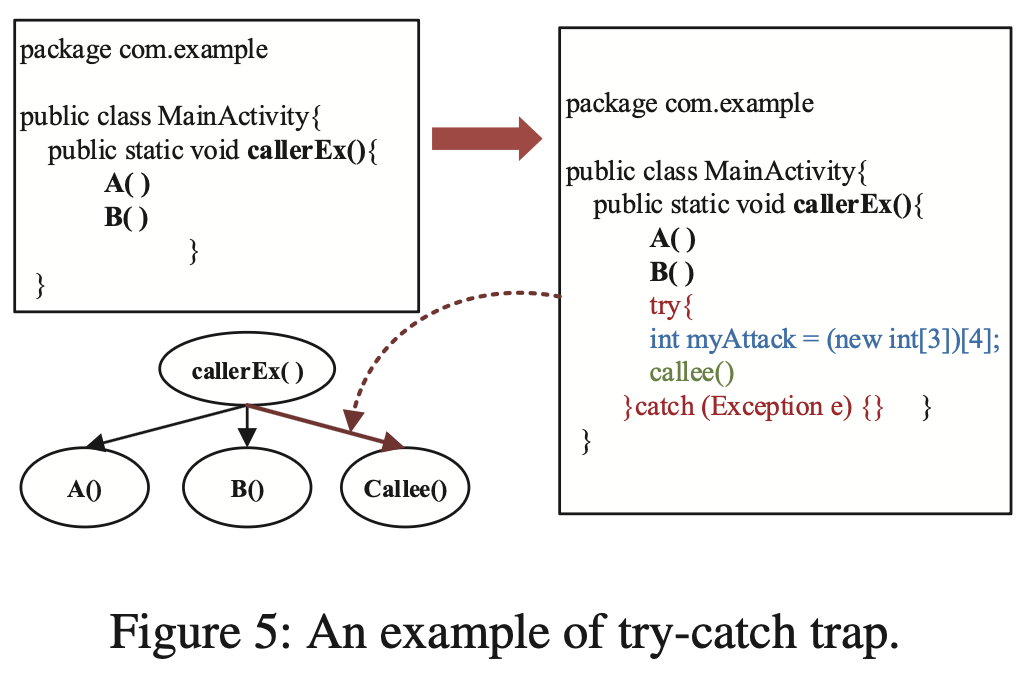 package com.example
public class MainActivity{
public static void callerEx(){
A( )
B( )
}
}
package com.example
public class MainActivity{
public static void callerEx(){
A( )
B( )
try{
int myAttack = (new int[3])[4];
callee()
}catch (Exception e) {} }
}
callerEx( )
A()
B()
Callee()
Figure 5: An example of try-catch trap.